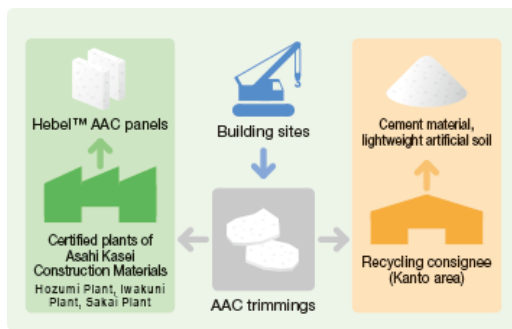 Hebel™ AAC panels
Certified plants of
Asahi Kasei
Construction Materials
Hozumi Plant, Iwakuni
Plant, Sakai Plant
Building sites
AAC trimmings
Cement material,
lightweight artificial soil
Recycling consignee
(Kanto area)